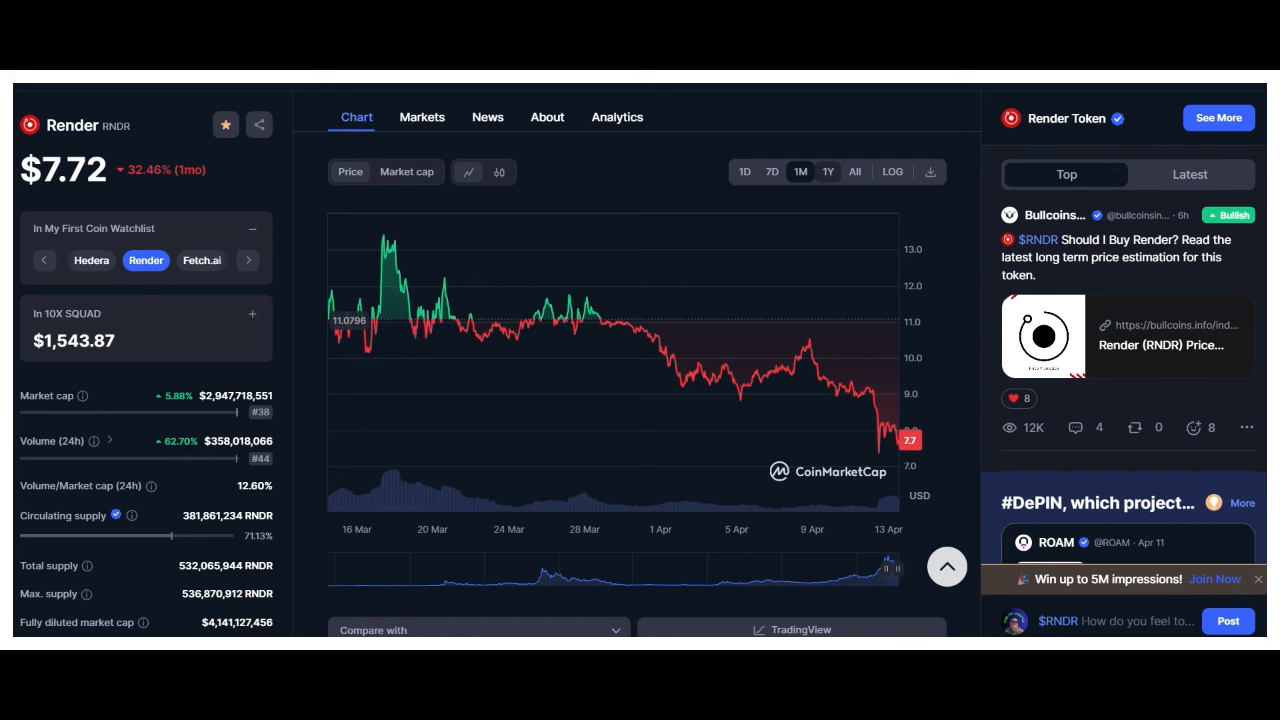 Render RNDR
$7.72 32.46% (1mo)
In My First Coin Watchlist
Hedera Render Fetch.ai
In 10X SQUAD
$1,543.87
Market cap 5.88% $2,947,718,551
#38
Volume (24h) 62.70% $358,018,066
#44
Volume/Market cap (24h) 12.60%
Circulating supply 381,861,234 RNDR
71.13%
Total supply 532,065,944 RNDR
Max. supply 536,870,912 RNDR
Fully diluted market cap $4,141,127,456
Chart Markets News About Analytics
Price Market cap
1D 7D 1M 1Y All LOG
13.0
12.0
11.0796
11.0
10.0
9.0
8.0
7.7
7.0
CoinMarketCap
USD
16 Mar 20 Mar 24 Mar 28 Mar 1 Apr 5 Apr 9 Apr 13 Apr
Compare with
TradingView
Render Token See More
Top Latest
Bullcoins... @bullcoinsin... · 6h Bullish
$RNDR Should I Buy Render? Read the
latest long term price estimation for this
token.
https://bullcoins.info/ind...
Render (RNDR) Price...
8
12K 4 0 8
#DePIN, which project... More
ROAM @ROAM · Apr 11
Win up to 5M impressions! Join Now
$RNDR How do you feel to... Post